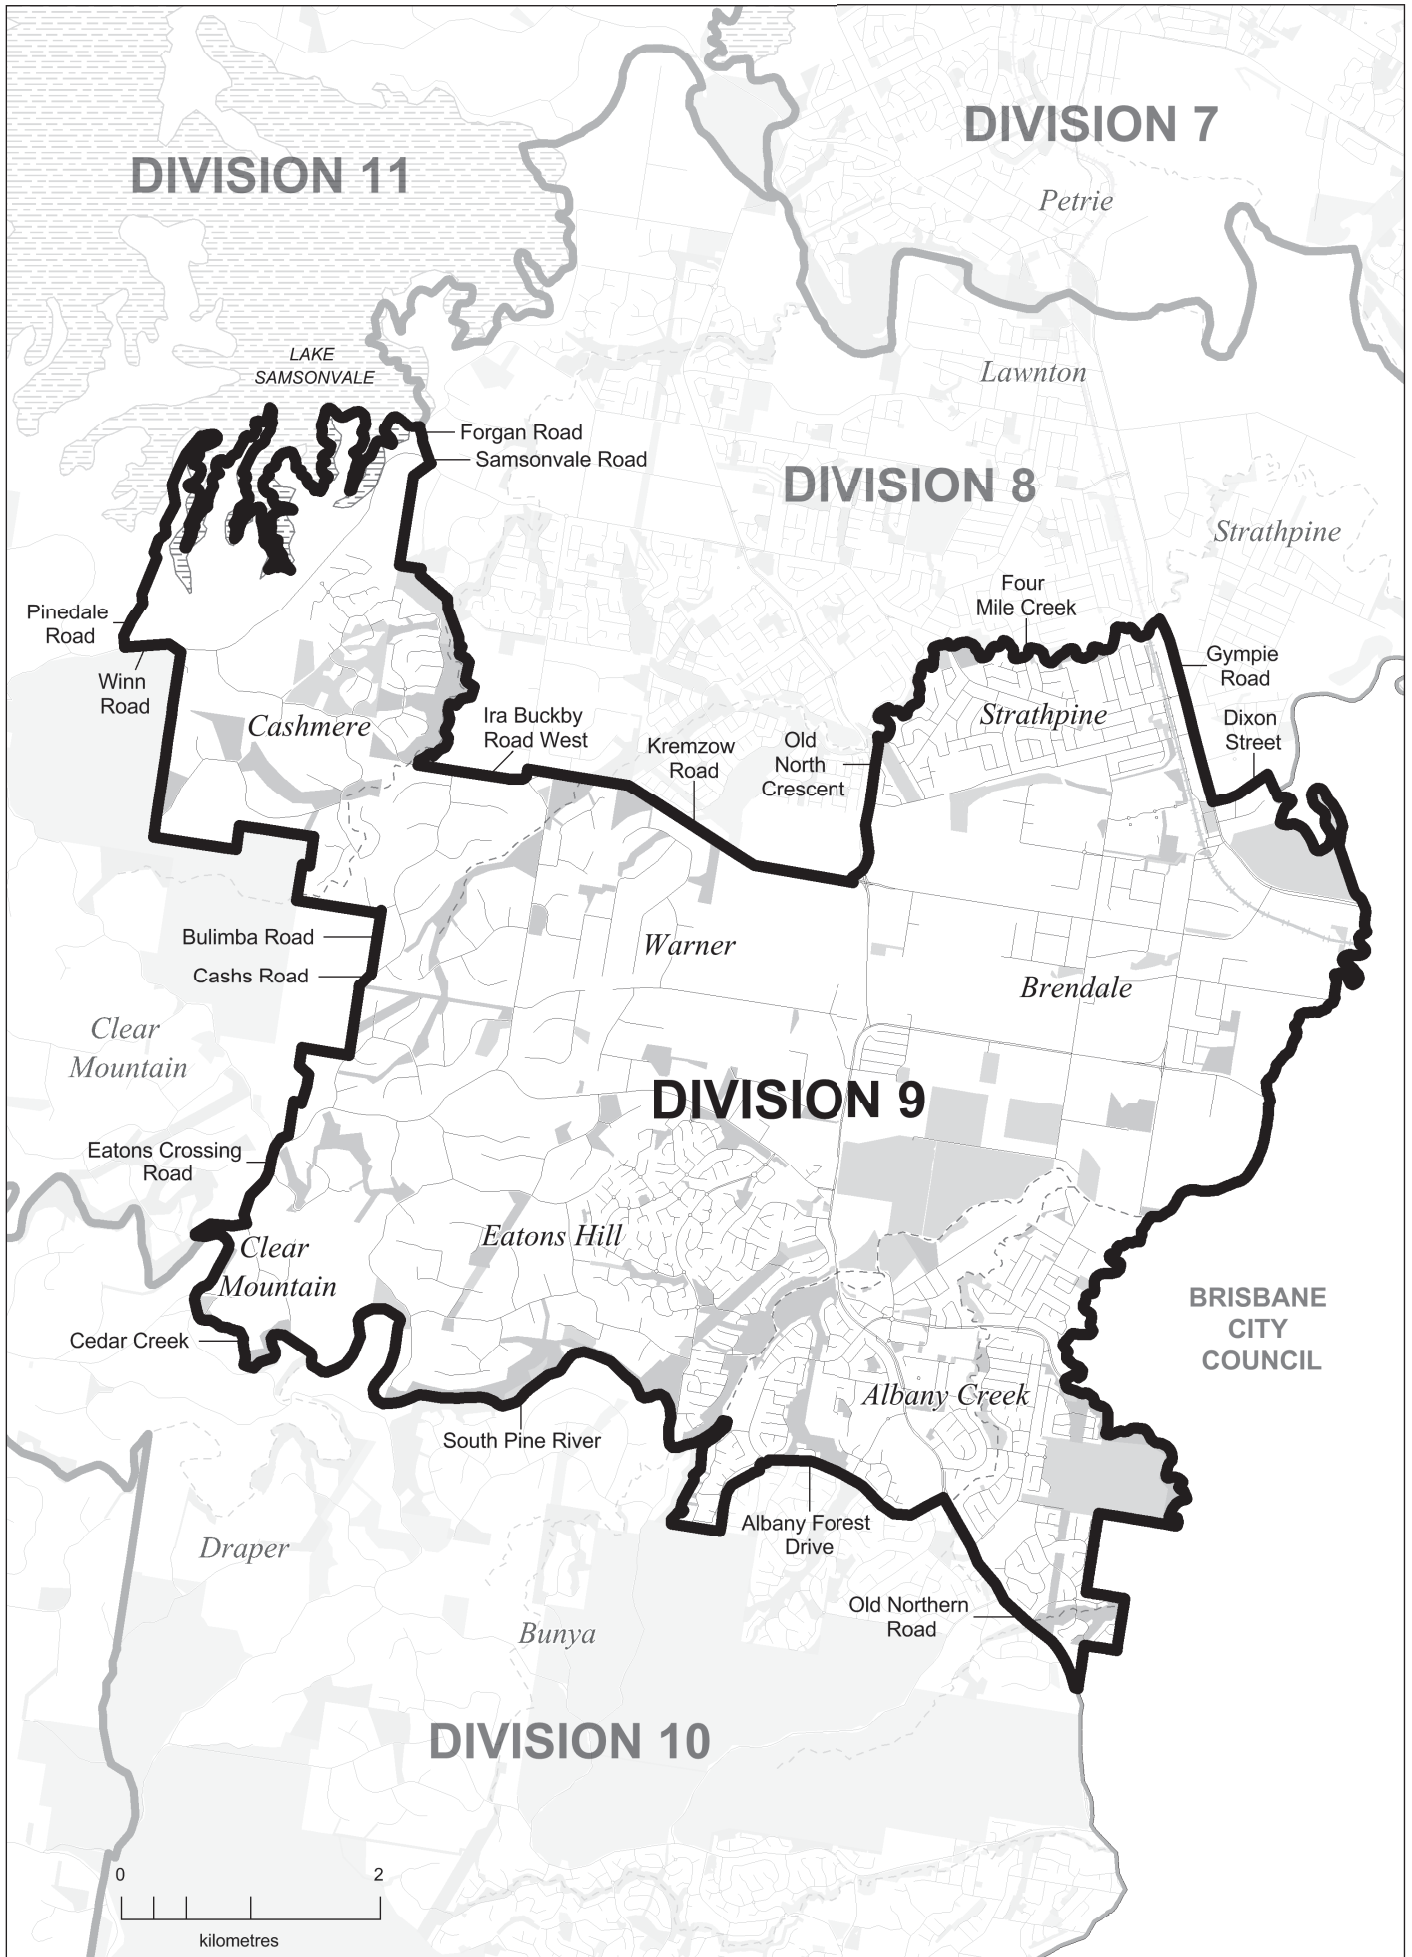 DIVISION 7
DIVISION 11
Petrie
LAKE
SAMSONVALE
Lawnton
Forgan Road
Samsonvale Road
DIVISION 8
Strathpine
Four
Mile Creek
Pinedale
Road
Gympie
Road
Winn
Road
Cashmere
Ira Buckby
Road West
Strathpine
Dixon
Street
Kremzow
Road
Old
North
Crescent
Bulimba Road
Warner
Cashs Road
Brendale
Clear
Mountain
DIVISION 9
Eatons Crossing
Road
Eatons Hill
Clear
Mountain
BRISBANE
CITY
COUNCIL
Cedar Creek
Albany Creek
South Pine River
Albany Forest
Drive
Draper
Old Northern
Road
Bunya
DIVISION 10
0 2
kilometres